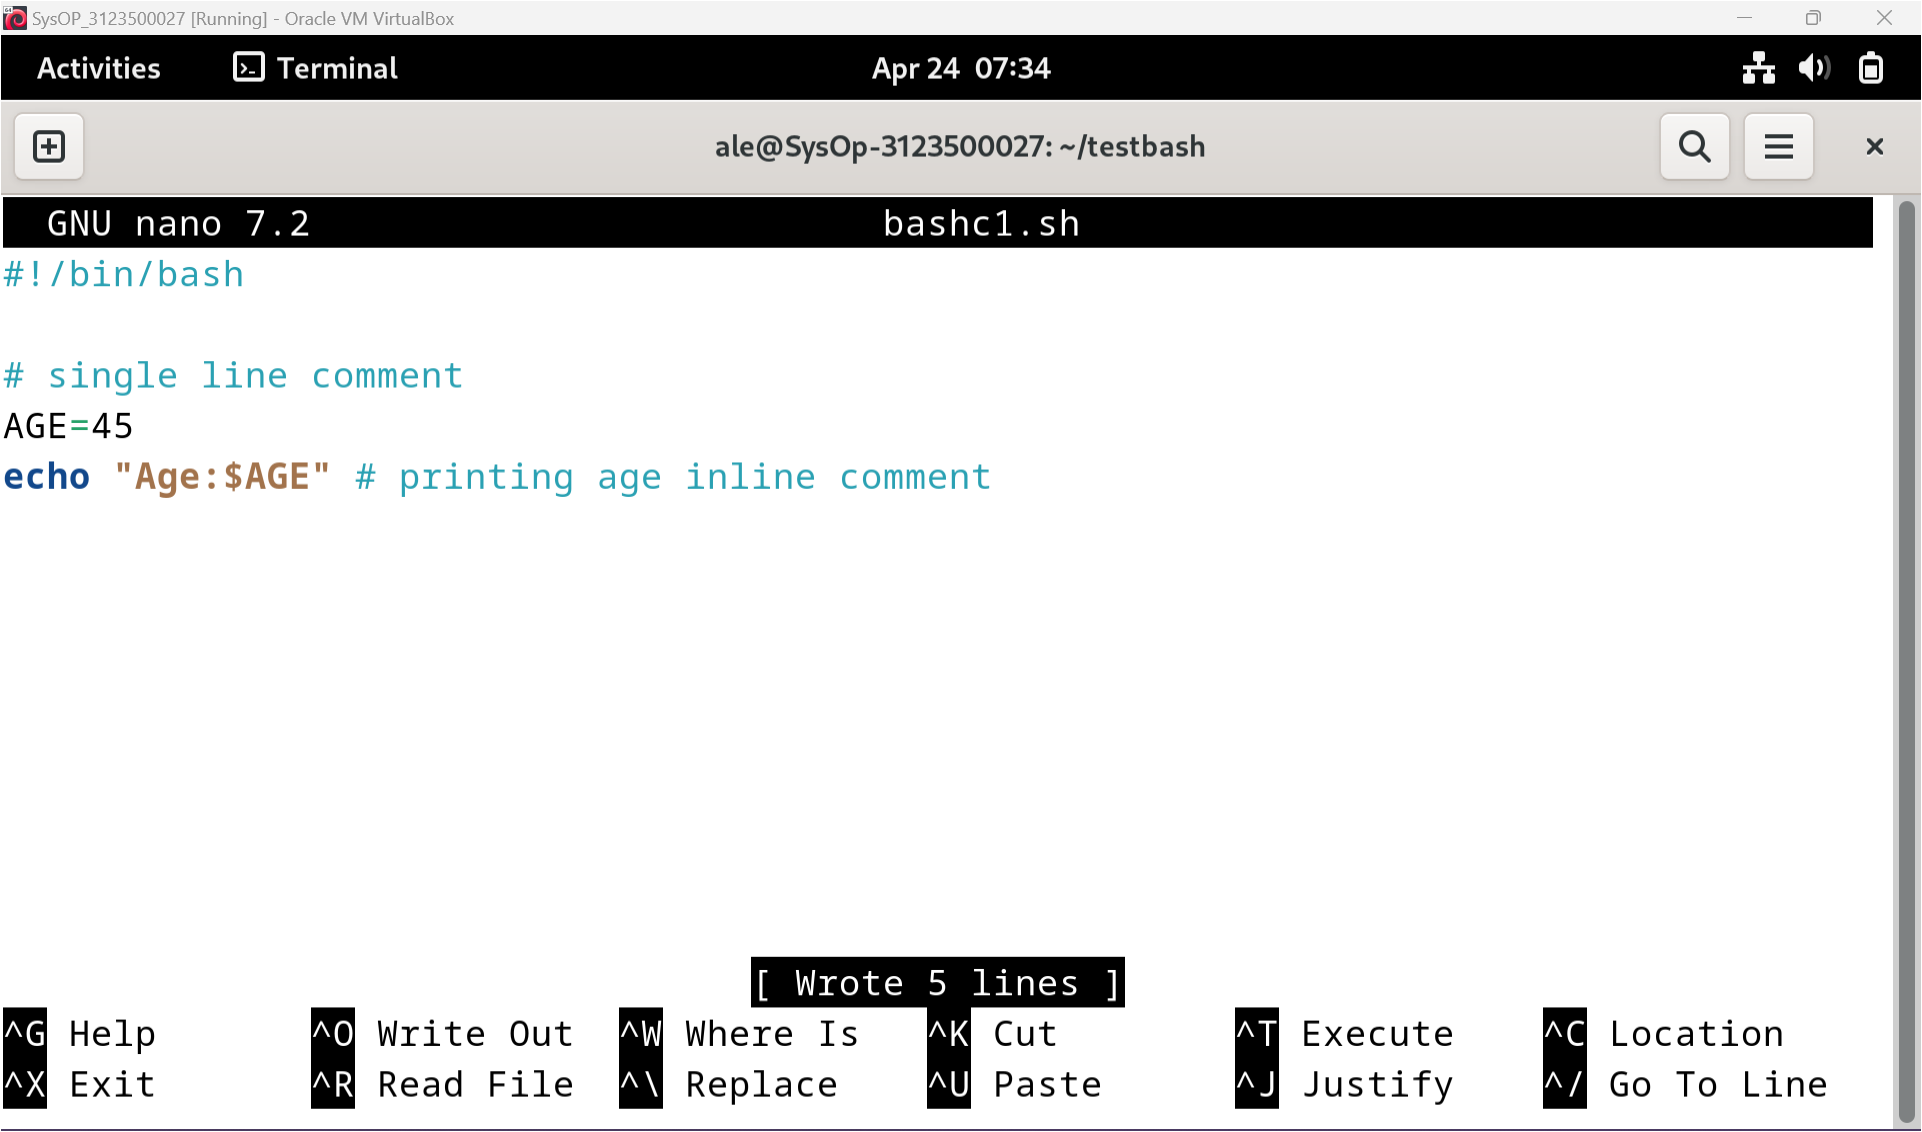 SysOP_3123500027 [Running] - Oracle VM VirtualBox
Activities Terminal Apr 24 07:34
ale@SysOp-3123500027: ~/testbash
GNU nano 7.2 bashc1.sh
#!/bin/bash
# single line comment
AGE=45
echo "Age:$AGE" # printing age inline comment
[ Wrote 5 lines ]
^G Help ^O Write Out ^W Where Is ^K Cut ^T Execute ^C Location
^X Exit ^R Read File ^\ Replace ^U Paste ^J Justify ^/ Go To Line